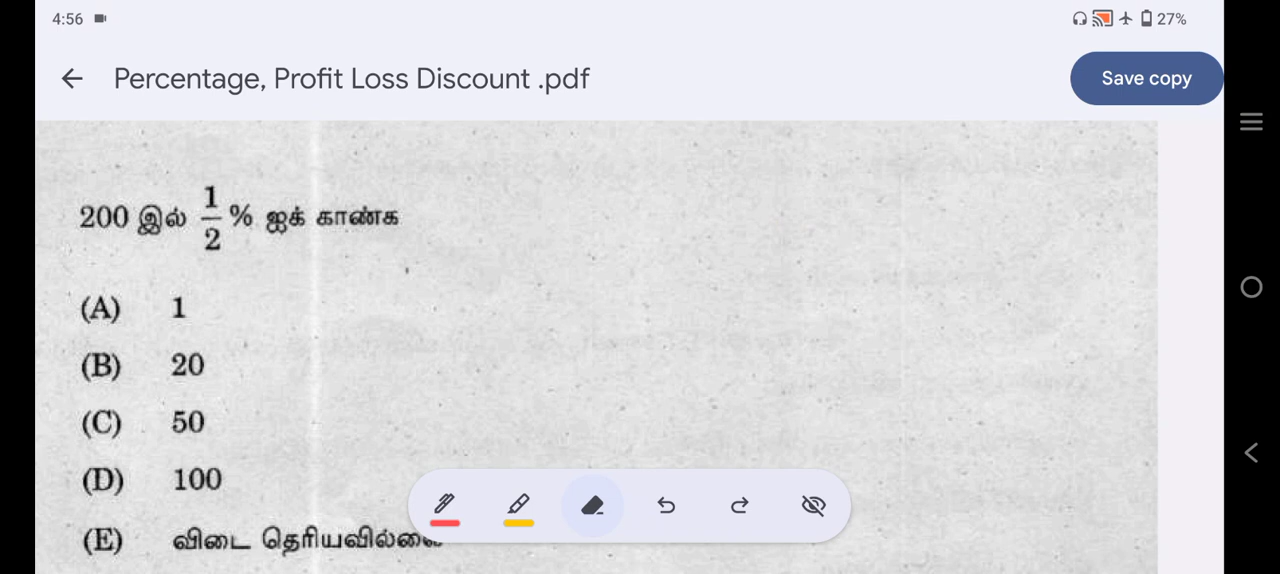 4:56
27%
Percentage, Profit Loss Discount .pdf
Save copy
200 இல் 1/2 % ஐக் காண்க
(A) 1
(B) 20
(C) 50
(D) 100
(E) விடை தெரியவில்லை